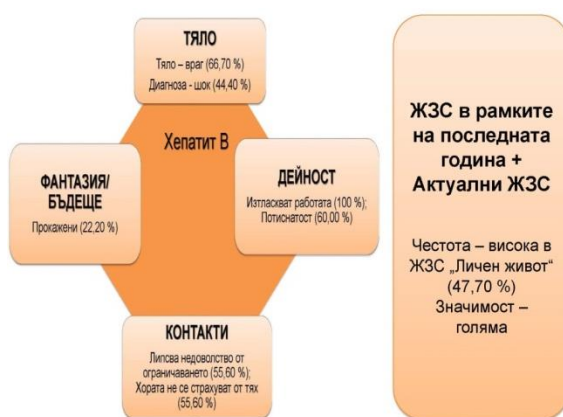 ТЯЛО
Тяло – враг (66,70 %)
Диагноза - шок (44,40 %)
Хепатит В
ФАНТАЗИЯ/
БЪДЕЩЕ
Прокажени (22,20 %)
ДЕЙНОСТ
Изтласкват работата (100 %);
Потиснатост (60,00 %)
КОНТАКТИ
Липсва недоволство от
ограничаването (55,60 %);
Хората не се страхуват от тях
(55,60 %)
ЖЗС в рамките
на последната
година +
Актуални ЖЗС
Честота – висока в
ЖЗС „Личен живот“
(47,70 %)
Значимост –
голяма